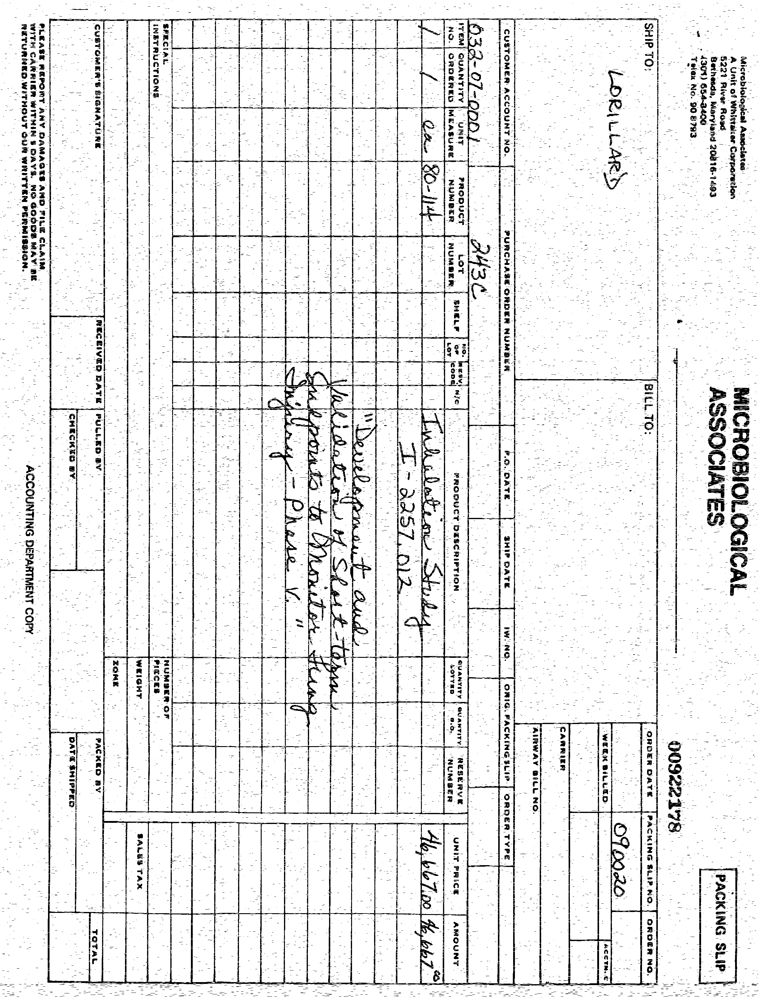 Microbiological Associates
A Unit of Whittaker Corporation
5221 River Road
Bethesda, Maryland 20816-1493
(301) 654-3400
Telex No. 90 8793
MICROBIOLOGICAL
ASSOCIATES
00922178
PACKING SLIP
SHIP TO:
LORILLARD
BILL TO:
ORDER DATE PACKING SLIP NO. ORDER NO.
090020
WEEK BILLED ACCTN. C
CARRIER
AIRWAY BILL NO.
CUSTOMER ACCOUNT NO. PURCHASE ORDER NUMBER P.O. DATE SHIP DATE IW. NO. ORIG. PACKING SLIP ORDER TYPE
032-07-0001 243C
ITEM NO. QUANTITY ORDERED UNIT MEASURE PRODUCT NUMBER LOT NUMBER SHELF NO. OF LOT RESV. CODE N/C PRODUCT DESCRIPTION QUANTITY LOTTED QUANTITY B.O. RESERVE NUMBER UNIT PRICE AMOUNT
1 1 ea 80-114 Inhalation Study 46,667.00 46,667.00
I-2257.012
"Development and
Validation of Short-term
Endpoints to Monitor Lung
Injury - Phase V."
SPECIAL
INSTRUCTIONS
NUMBER OF
PIECES
WEIGHT SALES TAX
ZONE
CUSTOMER'S SIGNATURE RECEIVED DATE PULLED BY PACKED BY TOTAL
CHECKED BY DATE SHIPPED
PLEASE REPORT ANY DAMAGES AND FILE CLAIM
WITH CARRIER WITHIN 5 DAYS. NO GOODS MAY BE
RETURNED WITHOUT OUR WRITTEN PERMISSION.
ACCOUNTING DEPARTMENT COPY